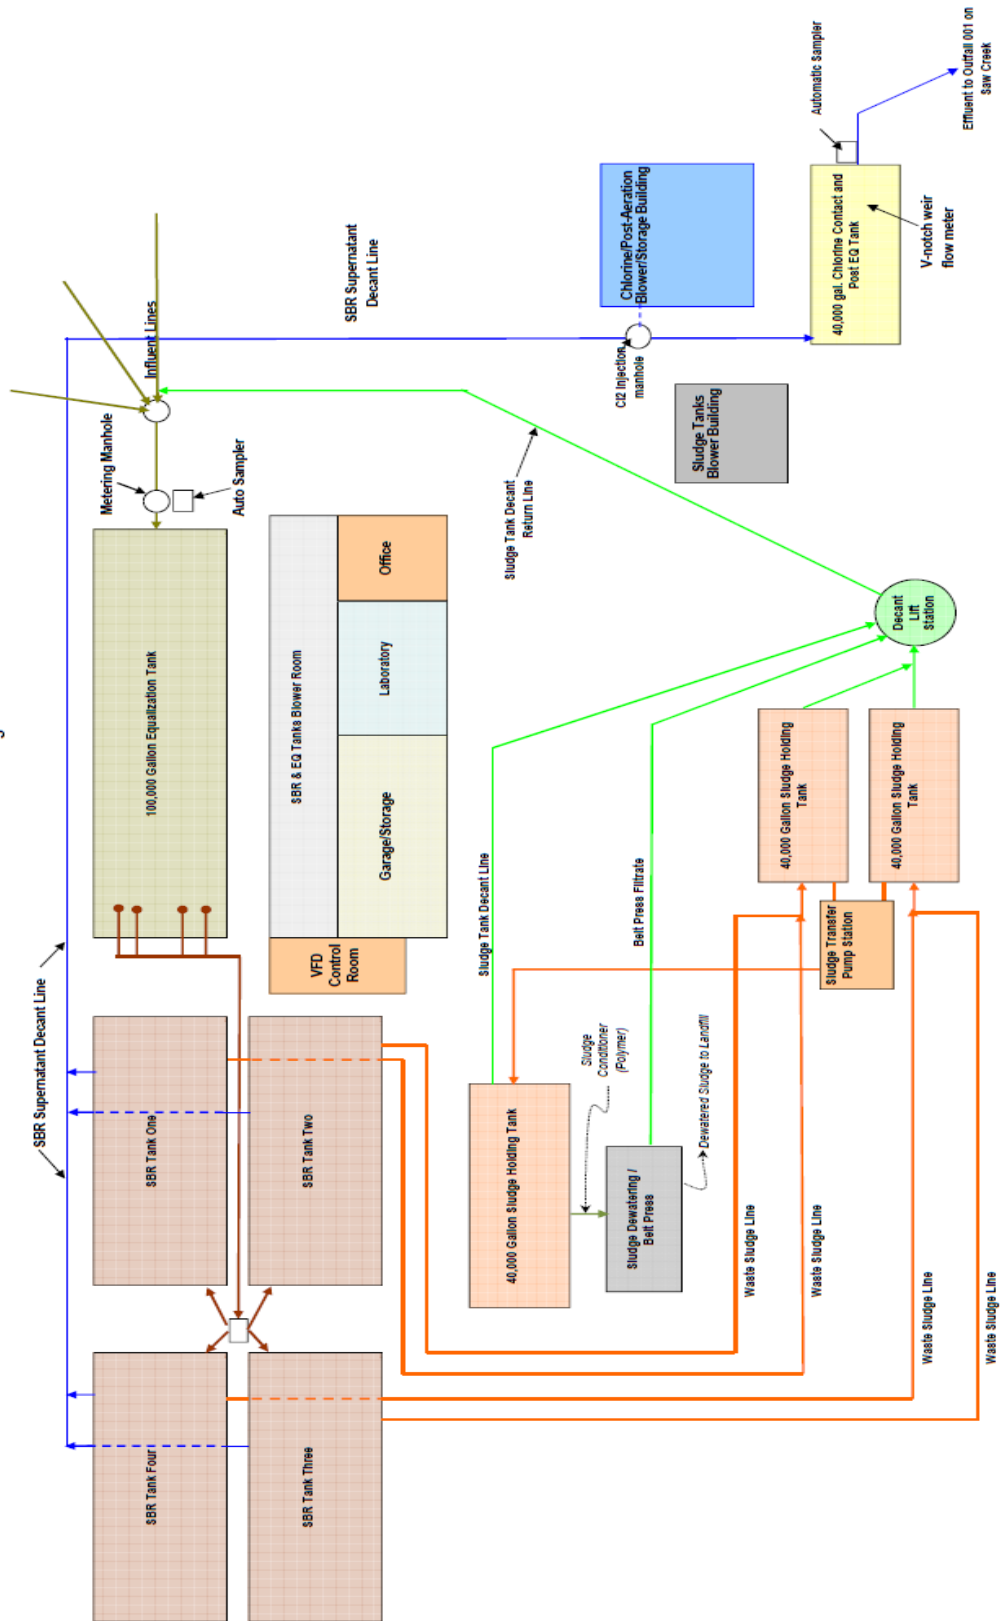 SBR Supernatant Decant Line
Metering Manhole
Influent Lines
Auto Sampler
100,000 Gallon Equalization Tank
SBR Tank Four
SBR Tank One
SBR Tank Three
SBR Tank Two
VFD
Control
Room
SBR & EQ Tanks Blower Room
Garage/Storage
Laboratory
Office
SBR Supernatant
Decant Line
Sludge Tank Decant
Return Line
Sludge Tank Decant Line
Belt Press Filtrate
40,000 Gallon Sludge Holding Tank
Sludge
Conditioner
(Polymer)
Sludge Dewatering /
Belt Press
Dewatered Sludge to Landfill
Waste Sludge Line
Waste Sludge Line
Waste Sludge Line
Waste Sludge Line
Sludge Transfer
Pump Station
40,000 Gallon Sludge Holding
Tank
40,000 Gallon Sludge Holding
Tank
Decant
Lift
Station
Sludge Tanks
Blower Building
Cl2 Injection
manhole
Chlorine/Post-Aeration
Blower/Storage Building
40,000 gal. Chlorine Contact and
Post EQ Tank
V-notch weir
flow meter
Automatic Sampler
Effluent to Outfall 001 on
Saw Creek